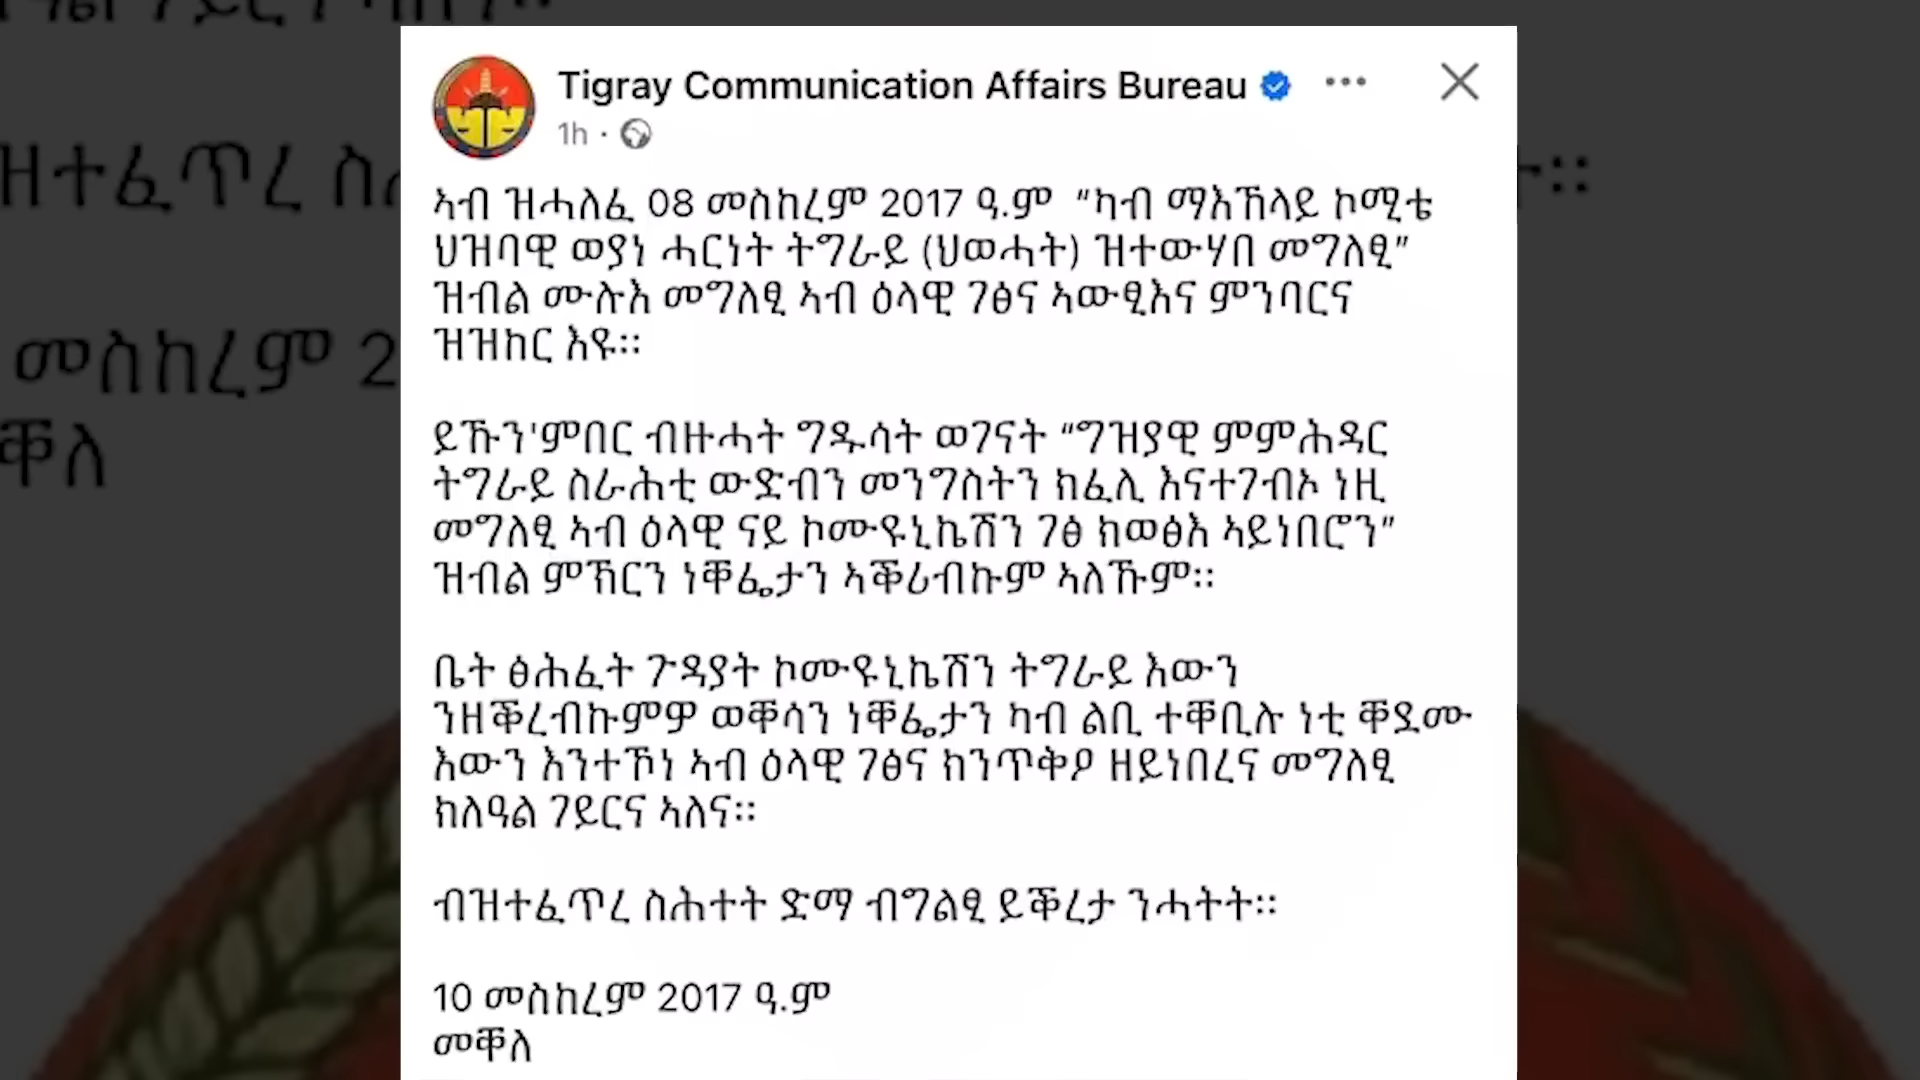 Tigray Communication Affairs Bureau
1h
ኣብ ዝሓለፈ 08 መስከረም 2017 ዓ.ም “ካብ ማእኸላይ ኮሚቴ
ህዝባዊ ወያነ ሓርነት ትግራይ (ህወሓት) ዝተውሃበ መግለፂ”
ዝብል ሙሉእ መግለፂ ኣብ ዕላዊ ገፅና ኣውፂእና ምንባርና
ዝዝከር እዩ።
ይኹን'ምበር ብዙሓት ግዱሳት ወገናት “ግዝያዊ ምምሕዳር
ትግራይ ስራሕቲ ውድብን መንግስትን ክፈሊ እናተገብኦ ነዚ
መግለፂ ኣብ ዕላዊ ናይ ኮሙዩኒኬሽን ገፅ ክወፅእ ኣይነበሮን”
ዝብል ምኽርን ነቐፌታን ኣቕሪብኩም ኣለኹም።
ቤት ፅሕፈት ጉዳያት ኮሙዩኒኬሽን ትግራይ እውን
ንዘቕረብኩምዎ ወቐሳን ነቐፌታን ካብ ልቢ ተቐቢሉ ነቲ ቐደሙ
እውን እንተኾነ ኣብ ዕላዊ ገፅና ክንጥቅዖ ዘይነበረና መግለፂ
ክለዓል ገይርና ኣለና።
ብዝተፈጥረ ስሕተት ድማ ብግልፂ ይቕረታ ንሓትት።
10 መስከረም 2017 ዓ.ም
መቐለ